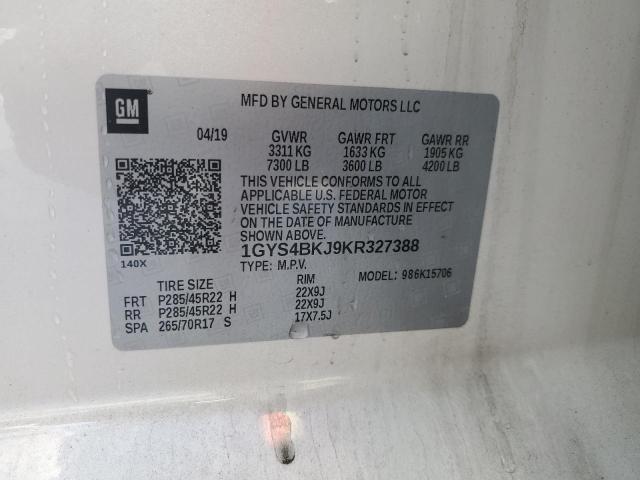 GM
MFD BY GENERAL MOTORS LLC
04/19 GVWR GAWR FRT GAWR RR
3311 KG 1633 KG 1905 KG
7300 LB 3600 LB 4200 LB
THIS VEHICLE CONFORMS TO ALL
APPLICABLE U.S. FEDERAL MOTOR
VEHICLE SAFETY STANDARDS IN EFFECT
ON THE DATE OF MANUFACTURE
SHOWN ABOVE.
1GYS4BKJ9KR327388
140X
TYPE: M.P.V. MODEL: 986K15706
TIRE SIZE RIM
FRT P285/45R22 H 22X9J
RR P285/45R22 H 22X9J
SPA 265/70R17 S 17X7.5J